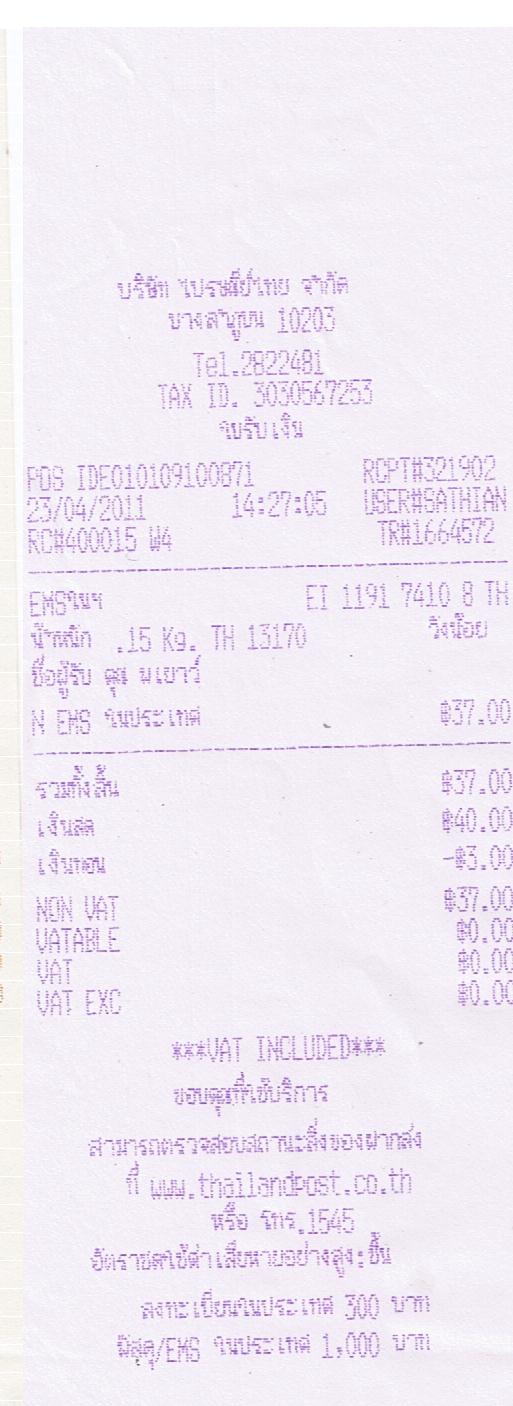 บริษัท ไปรษณีย์ไทย จำกัด
บางลำพูบน 10203
Tel.2822481
TAX ID. 3030567253
ใบรับเงิน
POS IDE010109100871 RCPT#321902
23/04/2011 14:27:05 USER#SATHIAN
RC#400015 W4 TR#1664572
EMSในฯ EI 1191 7410 8 TH
น้ำหนัก .15 Kg. TH 13170 วังน้อย
ชื่อผู้รับ คุณ มเยาว์
N EMS ในประเทศ ฿37.00
รวมทั้งสิ้น ฿37.00
เงินสด ฿40.00
เงินทอน -฿3.00
NON VAT ฿37.00
VATABLE ฿0.00
VAT ฿0.00
VAT EXC ฿0.00
***VAT INCLUDED***
ขอบคุณที่ใช้บริการ
สามารถตรวจสอบสถานะสิ่งของฝากส่ง
ที่ www.thailandpost.co.th
หรือ โทร.1545
อัตราชดใช้ค่าเสียหายอย่างสูง:ชิ้น
ลงทะเบียนในประเทศ 300 บาท
พัสดุ/EMS ในประเทศ 1,000 บาท